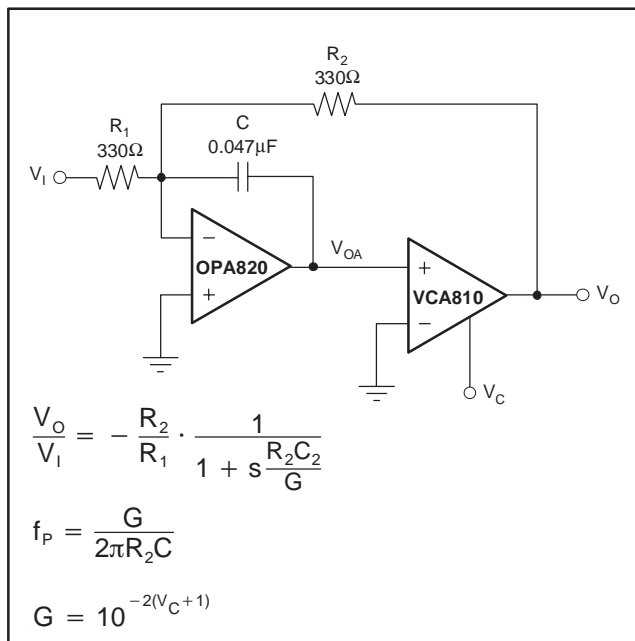 R2
330Ω
R1
330Ω
C
0.047μF
VI
−
OPA820
+
VOA
+
VCA810
−
VO
VC
VO/VI = − R2/R1 · 1/(1 + s R2C2/G)
fP = G/(2πR2C)
G = 10^−2(VC+1)